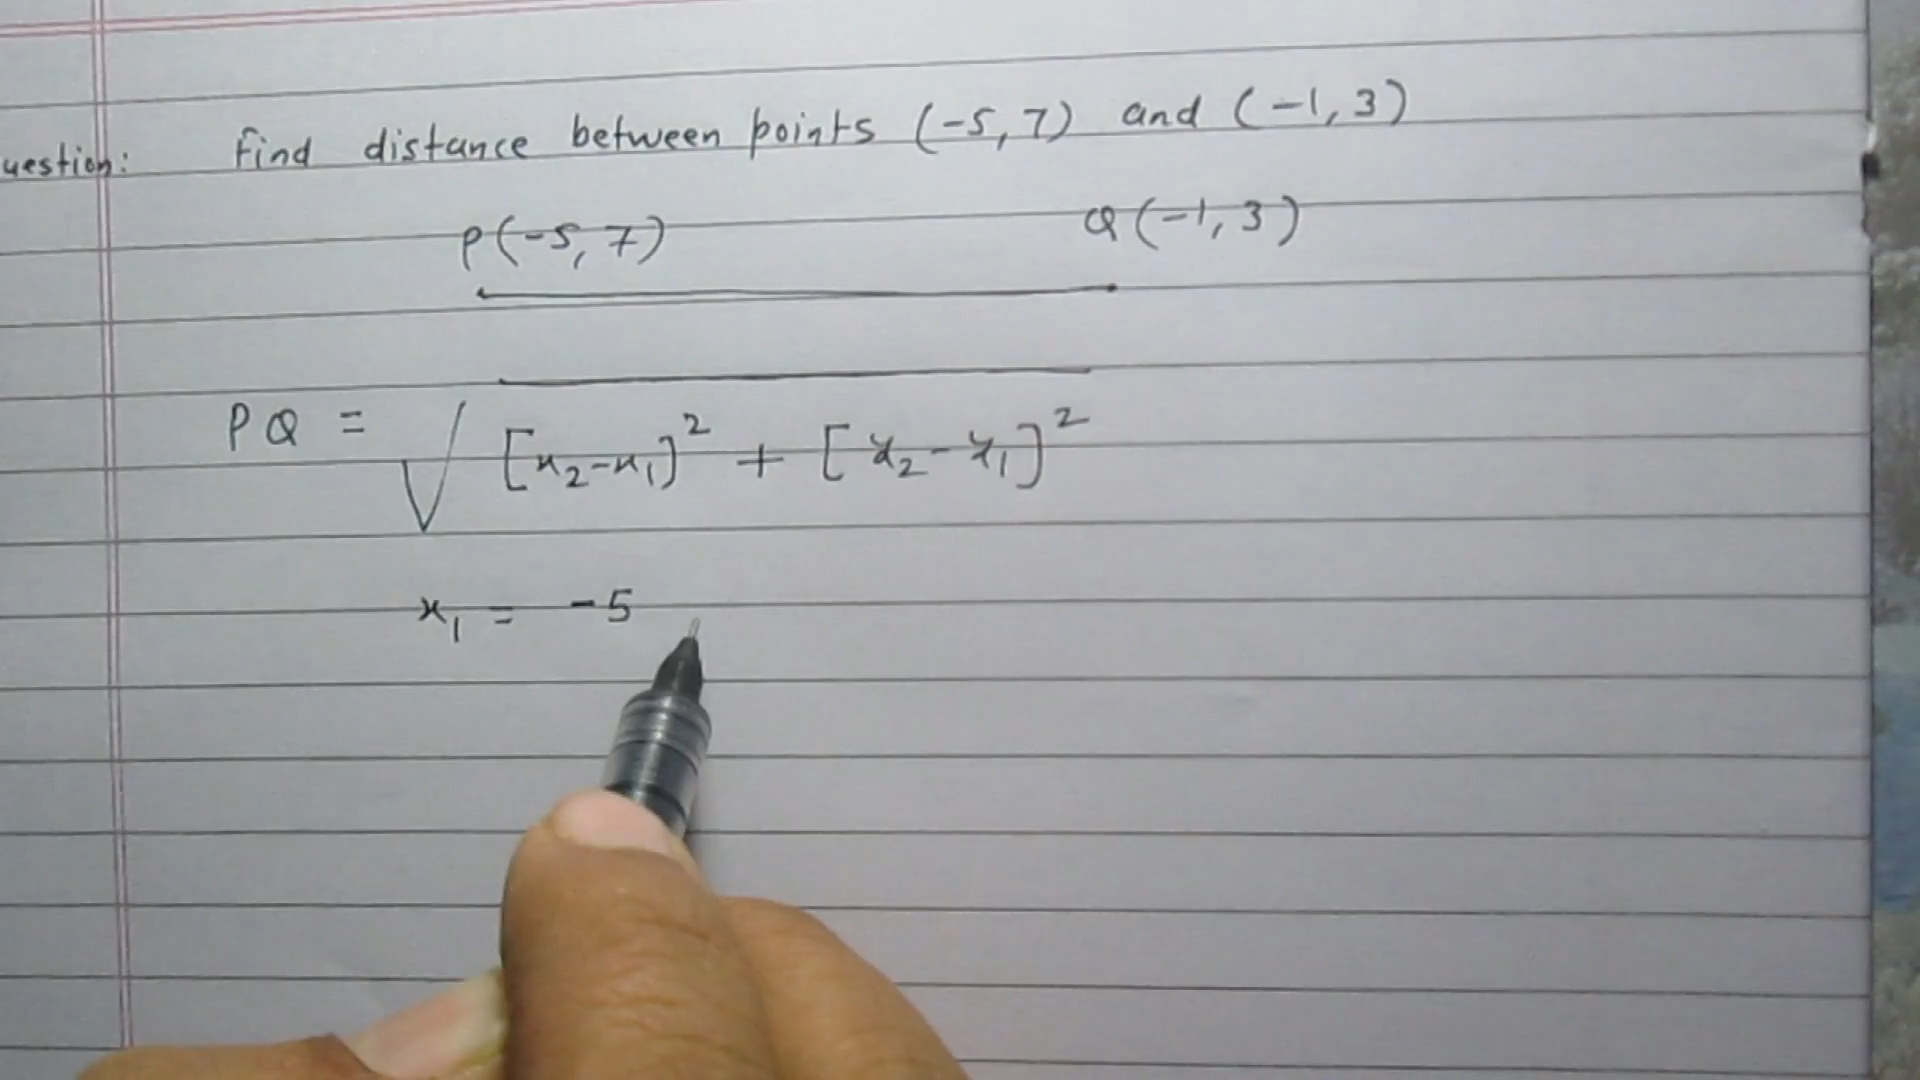 uestion: Find distance between points (-5, 7) and (-1, 3)
P(-5, 7) Q(-1, 3)
PQ = √[x₂-x₁]² + [y₂-y₁]²
x₁ = -5